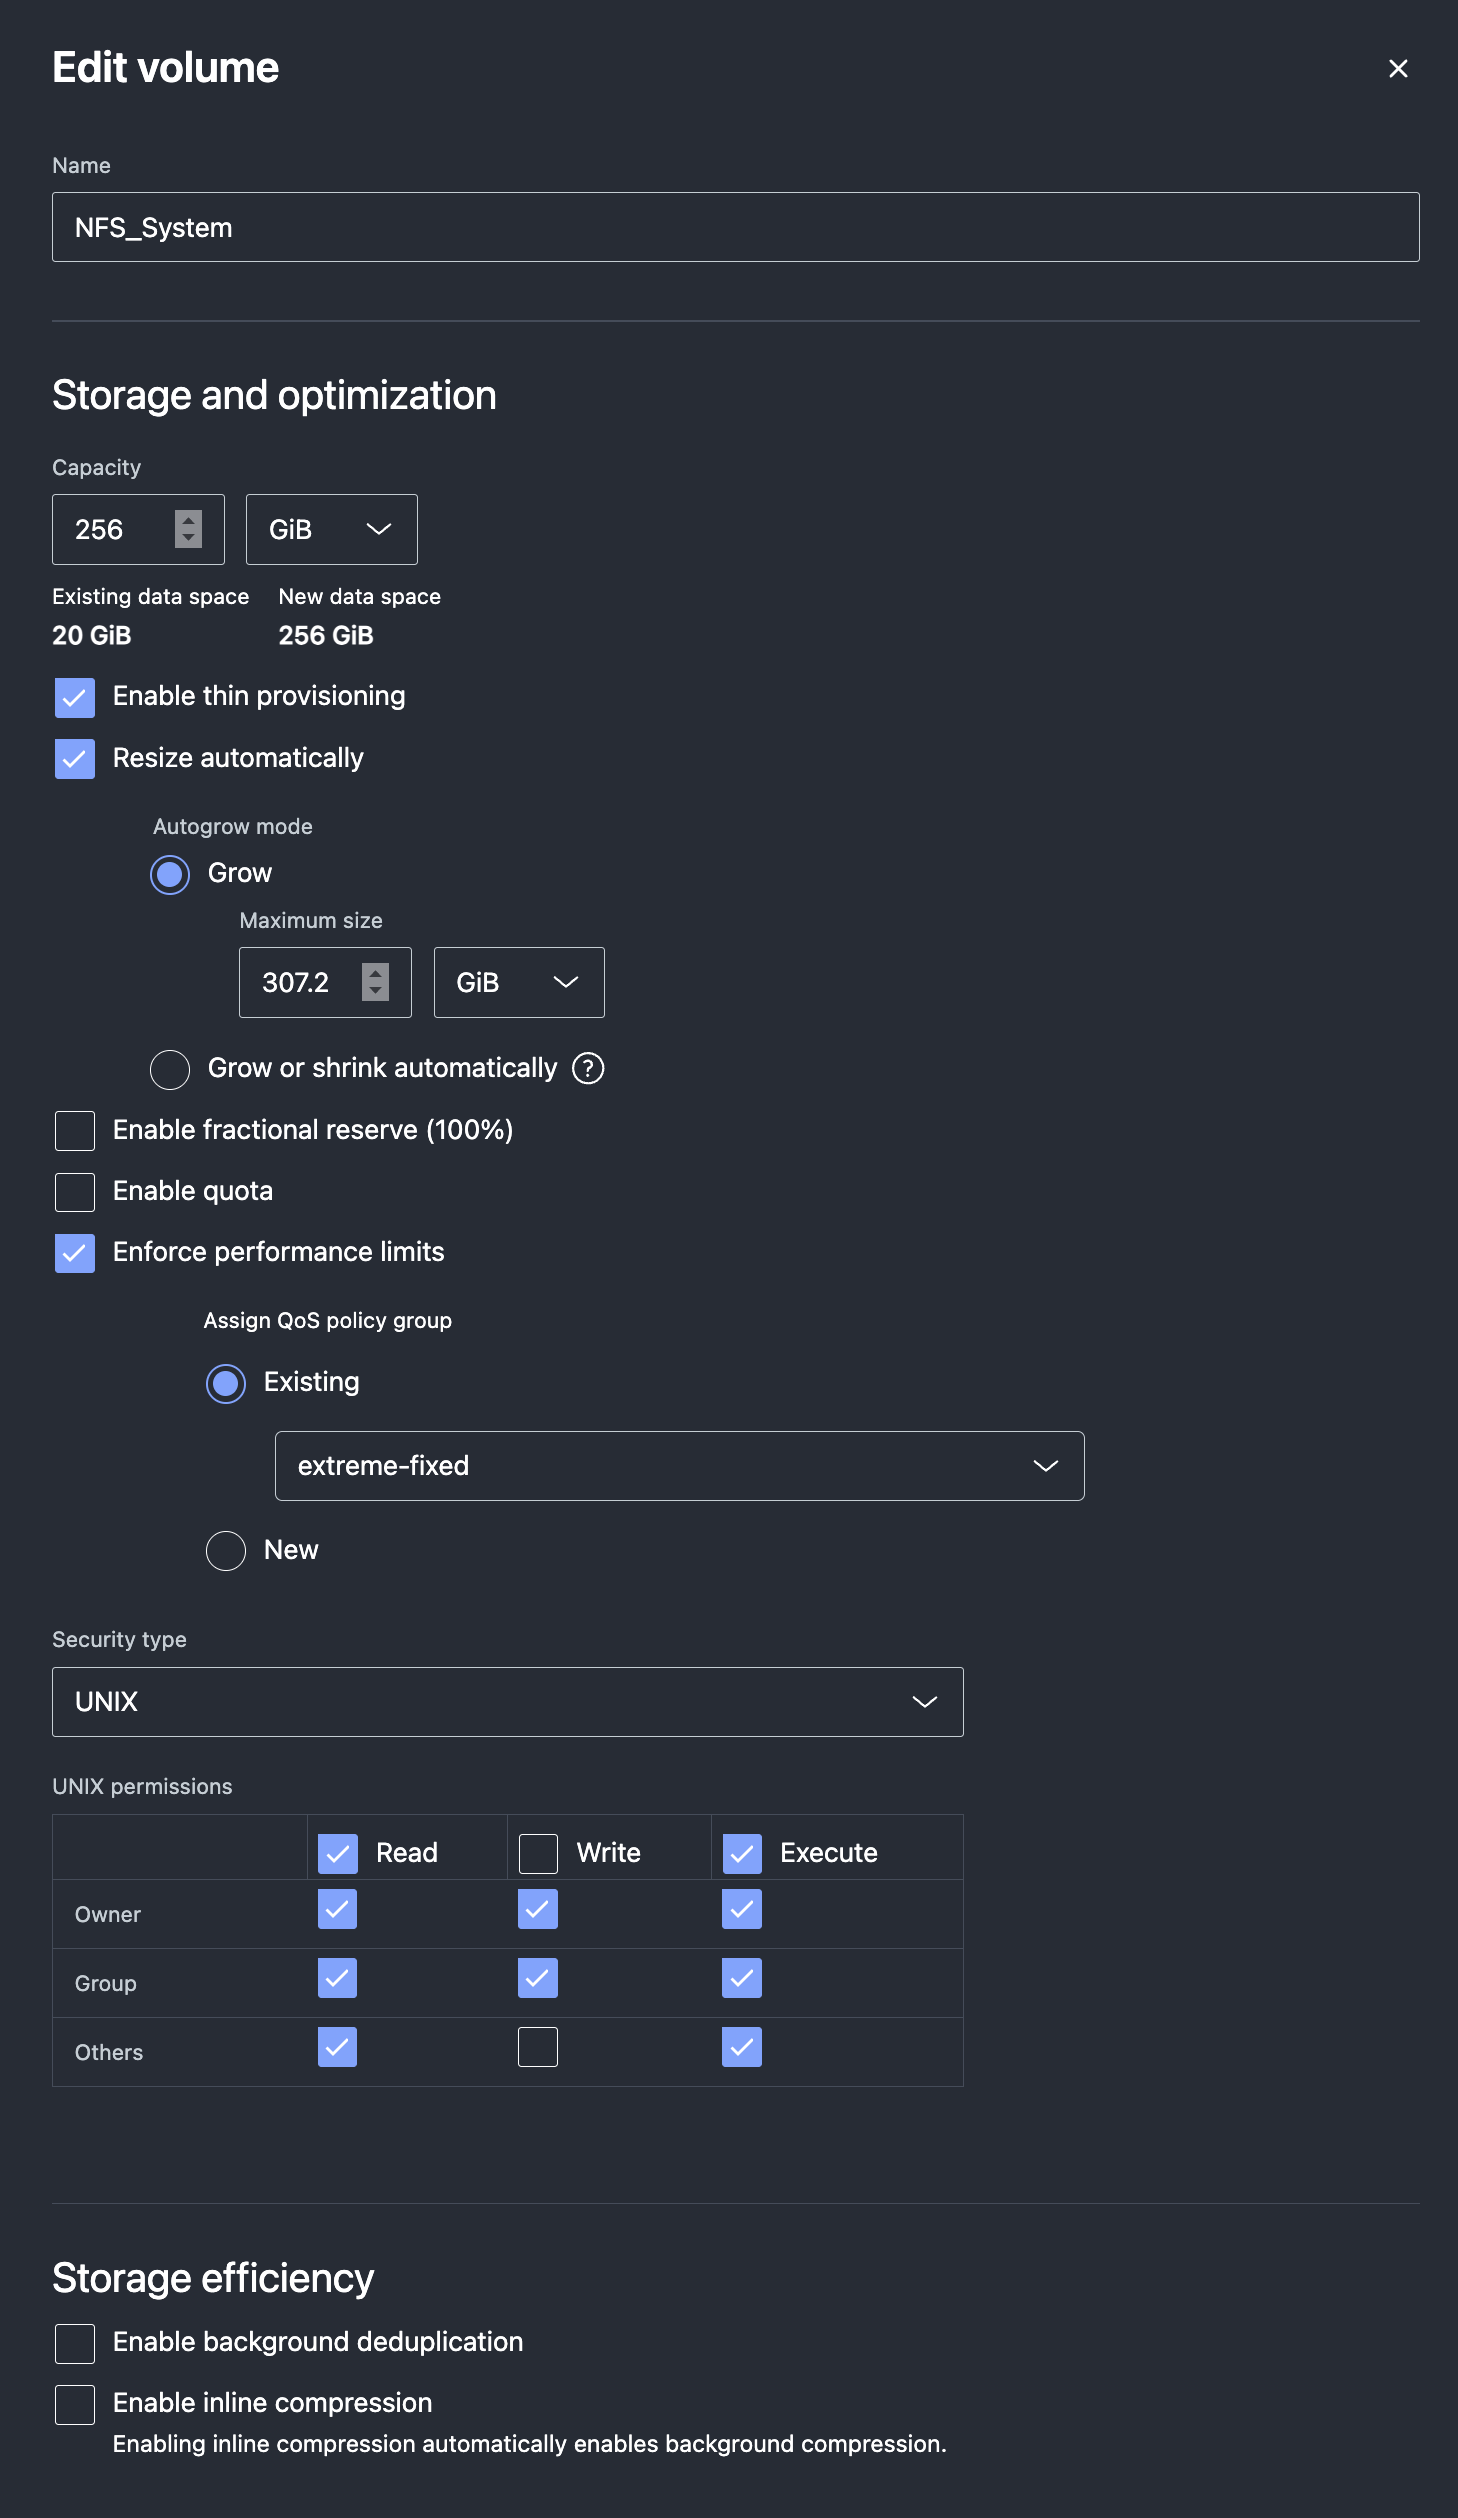 Edit volume
Name
NFS_System
Storage and optimization
Capacity
256 GiB
Existing data space New data space
20 GiB 256 GiB
Enable thin provisioning
Resize automatically
Autogrow mode
Grow
Maximum size
307.2 GiB
Grow or shrink automatically ?
Enable fractional reserve (100%)
Enable quota
Enforce performance limits
Assign QoS policy group
Existing
extreme-fixed
New
Security type
UNIX
UNIX permissions
Read Write Execute
Owner
Group
Others
Storage efficiency
Enable background deduplication
Enable inline compression
Enabling inline compression automatically enables background compression.